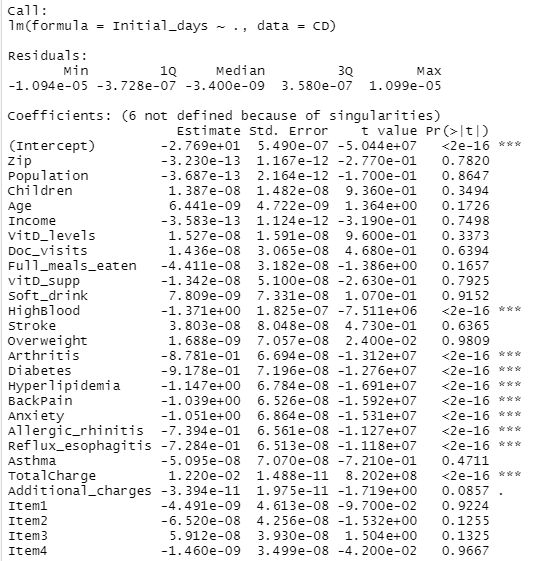 Call:
lm(formula = Initial_days ~ ., data = CD)
Residuals:
Min 1Q Median 3Q Max
-1.094e-05 -3.728e-07 -3.400e-09 3.580e-07 1.099e-05
Coefficients: (6 not defined because of singularities)
Estimate Std. Error t value Pr(>|t|)
(Intercept) -2.769e+01 5.490e-07 -5.044e+07 <2e-16 ***
Zip -3.230e-13 1.167e-12 -2.770e-01 0.7820
Population -3.687e-13 2.164e-12 -1.700e-01 0.8647
Children 1.387e-08 1.482e-08 9.360e-01 0.3494
Age 6.441e-09 4.722e-09 1.364e+00 0.1726
Income -3.583e-13 1.124e-12 -3.190e-01 0.7498
VitD_levels 1.527e-08 1.591e-08 9.600e-01 0.3373
Doc_visits 1.436e-08 3.065e-08 4.680e-01 0.6394
Full_meals_eaten -4.411e-08 3.182e-08 -1.386e+00 0.1657
vitD_supp -1.342e-08 5.100e-08 -2.630e-01 0.7925
Soft_drink 7.809e-09 7.331e-08 1.070e-01 0.9152
HighBlood -1.371e+00 1.825e-07 -7.511e+06 <2e-16 ***
Stroke 3.803e-08 8.048e-08 4.730e-01 0.6365
Overweight 1.688e-09 7.057e-08 2.400e-02 0.9809
Arthritis -8.781e-01 6.694e-08 -1.312e+07 <2e-16 ***
Diabetes -9.178e-01 7.196e-08 -1.276e+07 <2e-16 ***
Hyperlipidemia -1.147e+00 6.784e-08 -1.691e+07 <2e-16 ***
BackPain -1.039e+00 6.526e-08 -1.592e+07 <2e-16 ***
Anxiety -1.051e+00 6.864e-08 -1.531e+07 <2e-16 ***
Allergic_rhinitis -7.394e-01 6.561e-08 -1.127e+07 <2e-16 ***
Reflux_esophagitis -7.284e-01 6.513e-08 -1.118e+07 <2e-16 ***
Asthma -5.095e-08 7.070e-08 -7.210e-01 0.4711
TotalCharge 1.220e-02 1.488e-11 8.202e+08 <2e-16 ***
Additional_charges -3.394e-11 1.975e-11 -1.719e+00 0.0857 .
Item1 -4.491e-09 4.613e-08 -9.700e-02 0.9224
Item2 -6.520e-08 4.256e-08 -1.532e+00 0.1255
Item3 5.912e-08 3.930e-08 1.504e+00 0.1325
Item4 -1.460e-09 3.499e-08 -4.200e-02 0.9667